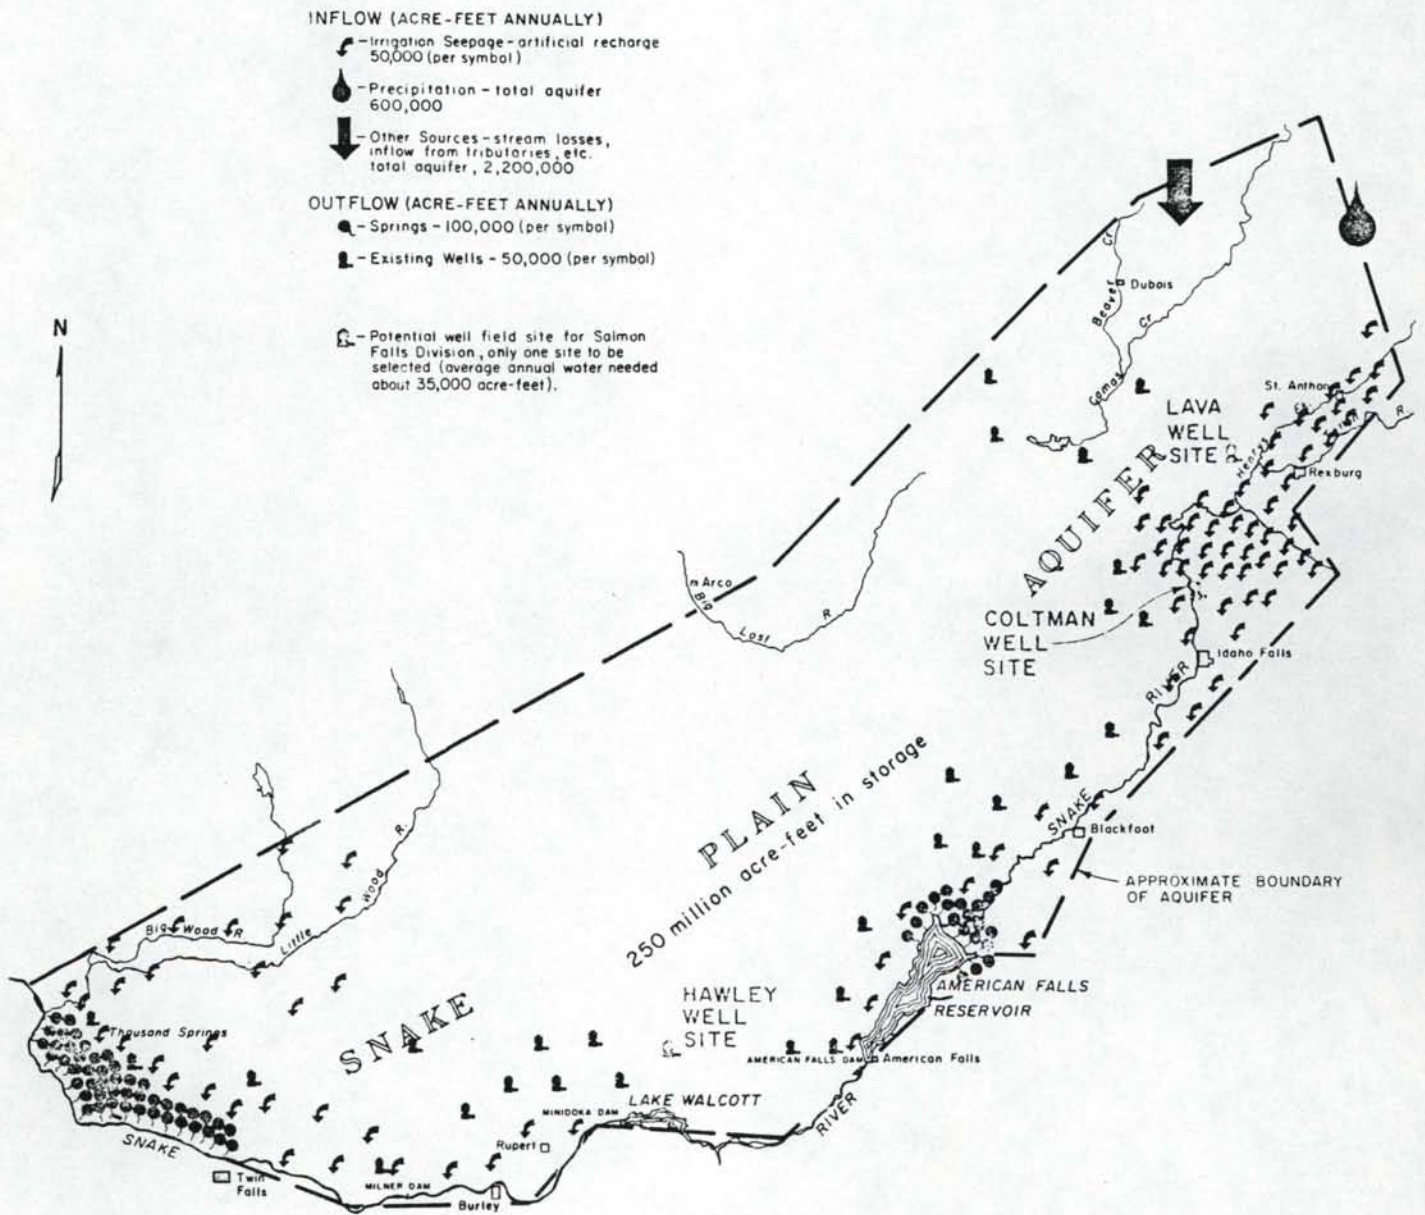 INFLOW (ACRE-FEET ANNUALLY)
-Irrigation Seepage-artificial recharge
50,000 (per symbol)
-Precipitation - total aquifer
600,000
-Other Sources-stream losses,
inflow from tributaries, etc.
total aquifer, 2,200,000
OUTFLOW (ACRE-FEET ANNUALLY)
-Springs - 100,000 (per symbol)
-Existing Wells - 50,000 (per symbol)
-Potential well field site for Salmon
Falls Division, only one site to be
selected (average annual water needed
about 35,000 acre-feet).
N
Beaver Cr
Dubois
Camas Cr
St. Anthony
LAVA
WELL
SITE
Henrys
R.
Rexburg
AQUIFER
Arco
Big Lost R
COLTMAN
WELL
SITE
Idaho Falls
RIVER
SNAKE
Blackfoot
PLAIN
250 million acre-feet in storage
APPROXIMATE BOUNDARY
OF AQUIFER
Big Wood R
Little Wood R.
AMERICAN FALLS
RESERVOIR
HAWLEY
WELL
SITE
SNAKE
Thousand Springs
AMERICAN FALLS DAM
American Falls
LAKE WALCOTT
MINIDOKA DAM
RIVER
SNAKE
Rupert
Twin
Falls
MILNER DAM
Burley